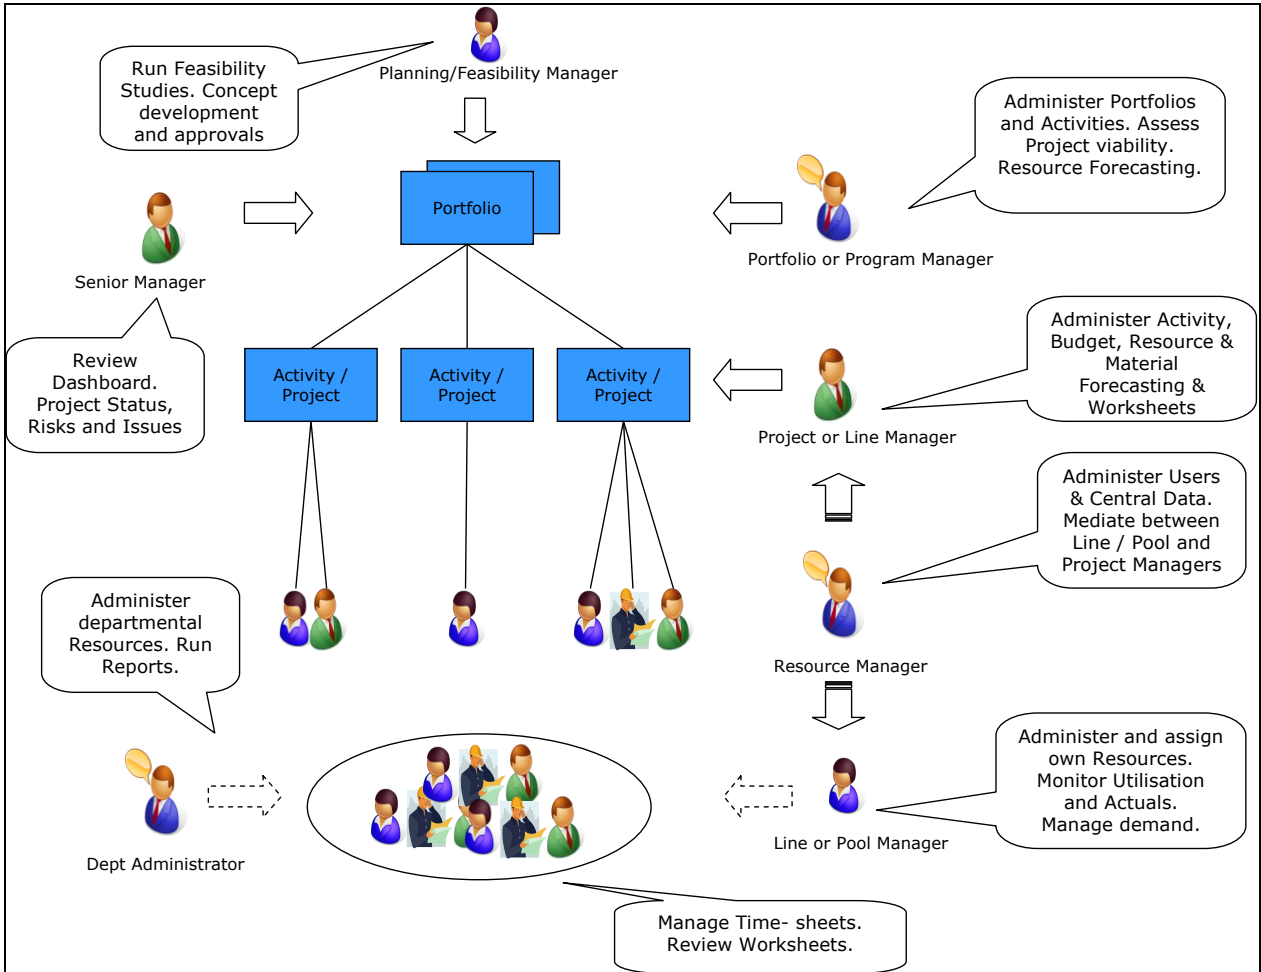 Run Feasibility
Studies. Concept
development
and approvals
Planning/Feasibility Manager
Administer Portfolios
and Activities. Assess
Project viability.
Resource Forecasting.
Portfolio
Senior Manager
Portfolio or Program Manager
Review
Dashboard.
Project Status,
Risks and Issues
Activity /
Project
Activity /
Project
Activity /
Project
Administer Activity,
Budget, Resource &
Material
Forecasting &
Worksheets
Project or Line Manager
Administer Users
& Central Data.
Mediate between
Line / Pool and
Project Managers
Resource Manager
Administer
departmental
Resources. Run
Reports.
Dept Administrator
Administer and assign
own Resources.
Monitor Utilisation
and Actuals.
Manage demand.
Line or Pool Manager
Manage Time- sheets.
Review Worksheets.